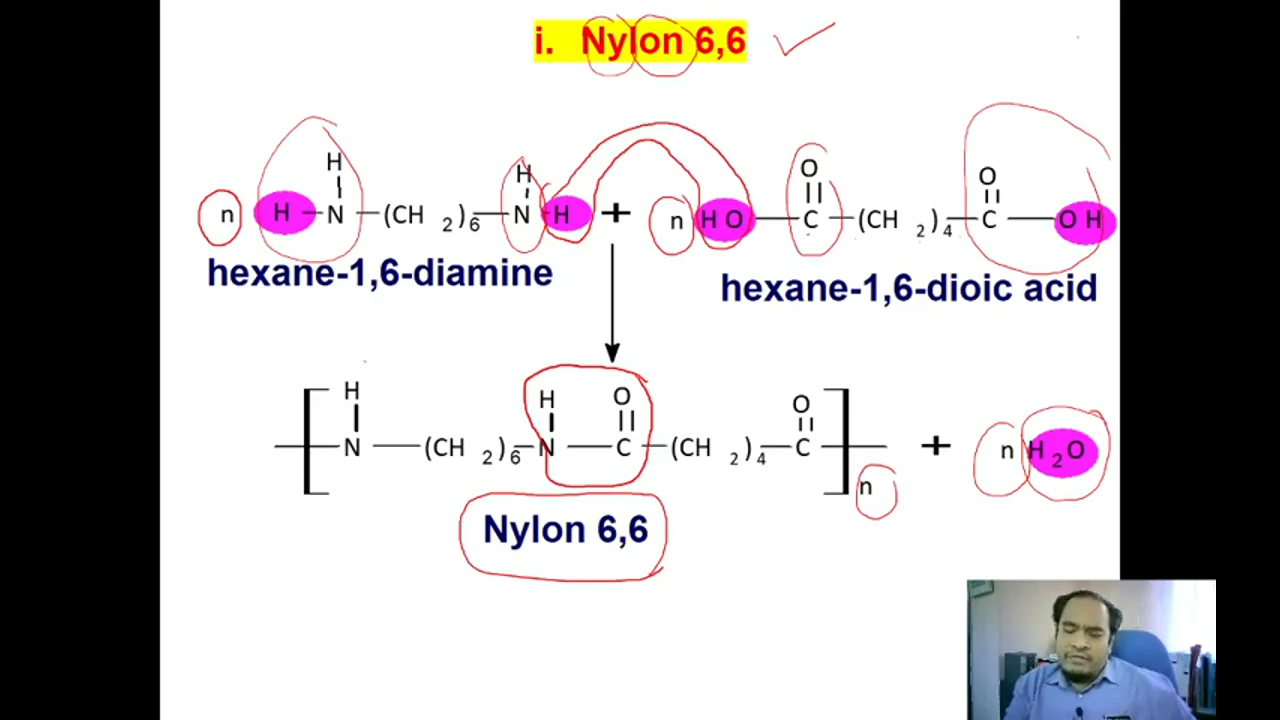 i. Nylon 6,6
H H O O
n H N (CH 2)6 N H + n HO C (CH 2)4 C OH
hexane-1,6-diamine hexane-1,6-dioic acid
H H O O
N (CH 2)6 N C (CH 2)4 C n + n H2O
Nylon 6,6